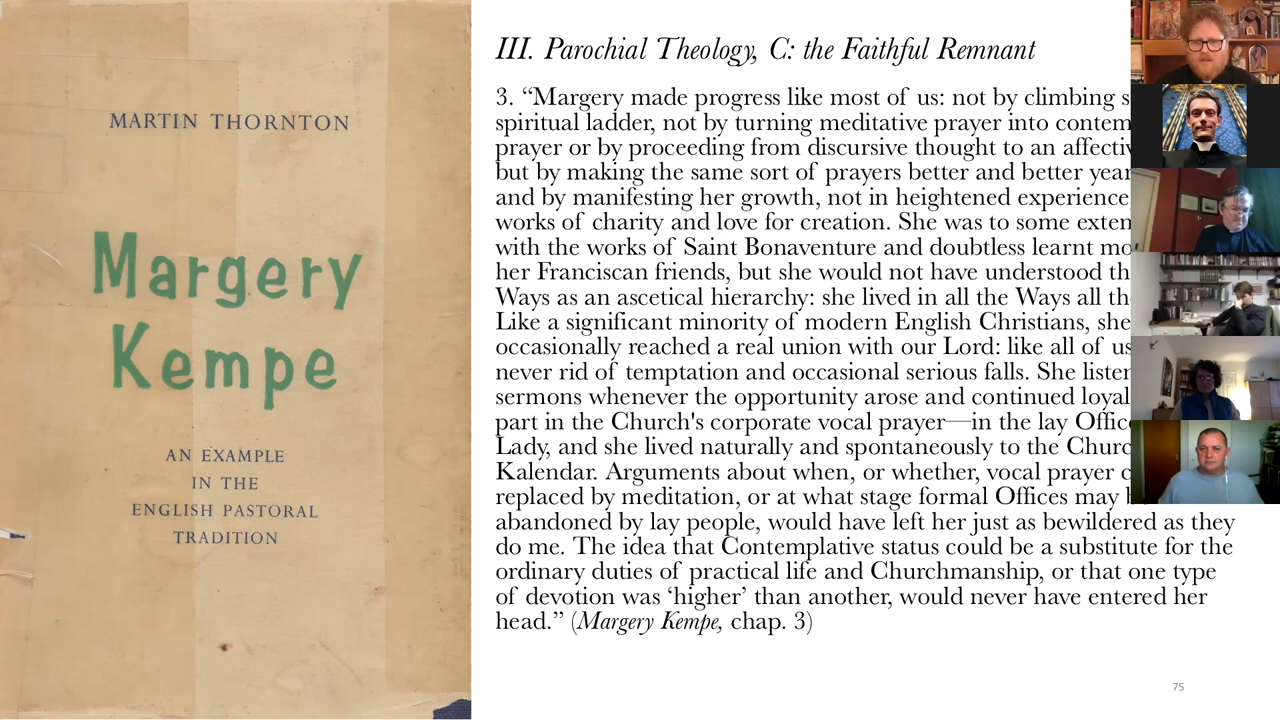 MARTIN THORNTON
Margery
Kempe
AN EXAMPLE
IN THE
ENGLISH PASTORAL
TRADITION
III. Parochial Theology, C: the Faithful Remnant
3. “Margery made progress like most of us: not by climbing
spiritual ladder, not by turning meditative prayer into
prayer or by proceeding from discursive thought to an
but by making the same sort of prayers better and better
and by manifesting her growth, not in heightened experience
works of charity and love for creation. She was to some
with the works of Saint Bonaventure and doubtless learnt
her Franciscan friends, but she would not have understood
Ways as an ascetical hierarchy: she lived in all the Ways all
Like a significant minority of modern English Christians, she
occasionally reached a real union with our Lord: like all of us
never rid of temptation and occasional serious falls. She
sermons whenever the opportunity arose and continued
part in the Church's corporate vocal prayer—in the lay
Lady, and she lived naturally and spontaneously to the
Kalendar. Arguments about when, or whether, vocal prayer
replaced by meditation, or at what stage formal Offices may
abandoned by lay people, would have left her just as bewildered as they
do me. The idea that Contemplative status could be a substitute for the
ordinary duties of practical life and Churchmanship, or that one type
of devotion was ‘higher’ than another, would never have entered her
head.” (Margery Kempe, chap. 3)
75